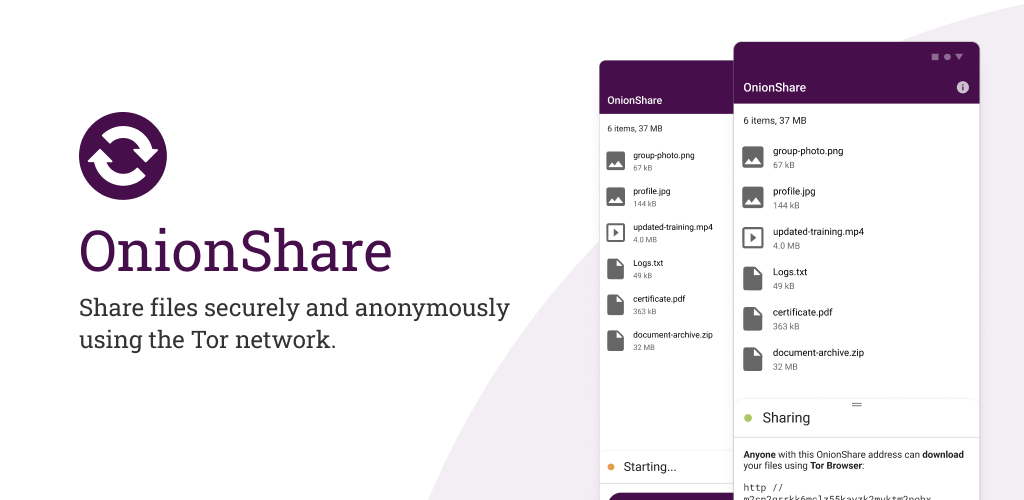 OnionShare
Share files securely and anonymously
using the Tor network.
OnionShare
6 items, 37 MB
group-photo.png
67 kB
profile.jpg
144 kB
updated-training.mp4
4.0 MB
Logs.txt
49 kB
certificate.pdf
363 kB
document-archive.zip
32 MB
Starting...
OnionShare
6 items, 37 MB
group-photo.png
67 kB
profile.jpg
144 kB
updated-training.mp4
4.0 MB
Logs.txt
49 kB
certificate.pdf
363 kB
document-archive.zip
32 MB
Sharing
Anyone with this OnionShare address can download
your files using Tor Browser:
http //